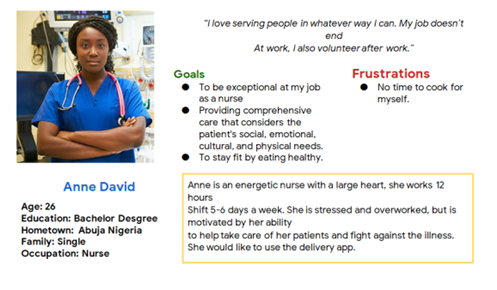 "I love serving people in whatever way I can. My job doesn't
end
At work, I also volunteer after work."
Goals
● To be exceptional at my job
as a nurse
● Providing comprehensive
care that considers the
patient's social, emotional,
cultural, and physical needs.
● To stay fit by eating healthy.
Frustrations
● No time to cook for
myself.
Anne David
Age: 26
Education: Bachelor Desgree
Hometown: Abuja Nigeria
Family: Single
Occupation: Nurse
Anne is an energetic nurse with a large heart, she works 12
hours
Shift 5-6 days a week. She is stressed and overworked, but is
motivated by her ability
to help take care of her patients and fight against the illness.
She would like to use the delivery app.